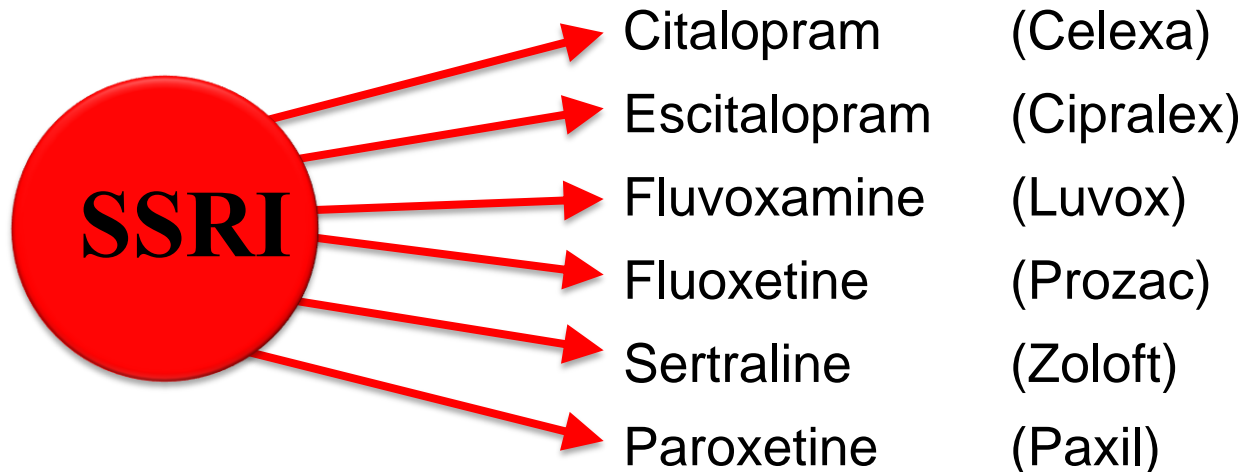 SSRI
Citalopram (Celexa)
Escitalopram (Cipralex)
Fluvoxamine (Luvox)
Fluoxetine (Prozac)
Sertraline (Zoloft)
Paroxetine (Paxil)